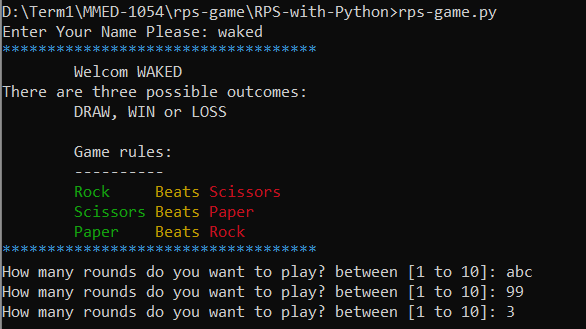 D:\Term1\MMED-1054\rps-game\RPS-with-Python>rps-game.py
Enter Your Name Please: waked
***********************************
Welcom WAKED
There are three possible outcomes:
DRAW, WIN or LOSS
Game rules:
----------
Rock Beats Scissors
Scissors Beats Paper
Paper Beats Rock
***********************************
How many rounds do you want to play? between [1 to 10]: abc
How many rounds do you want to play? between [1 to 10]: 99
How many rounds do you want to play? between [1 to 10]: 3